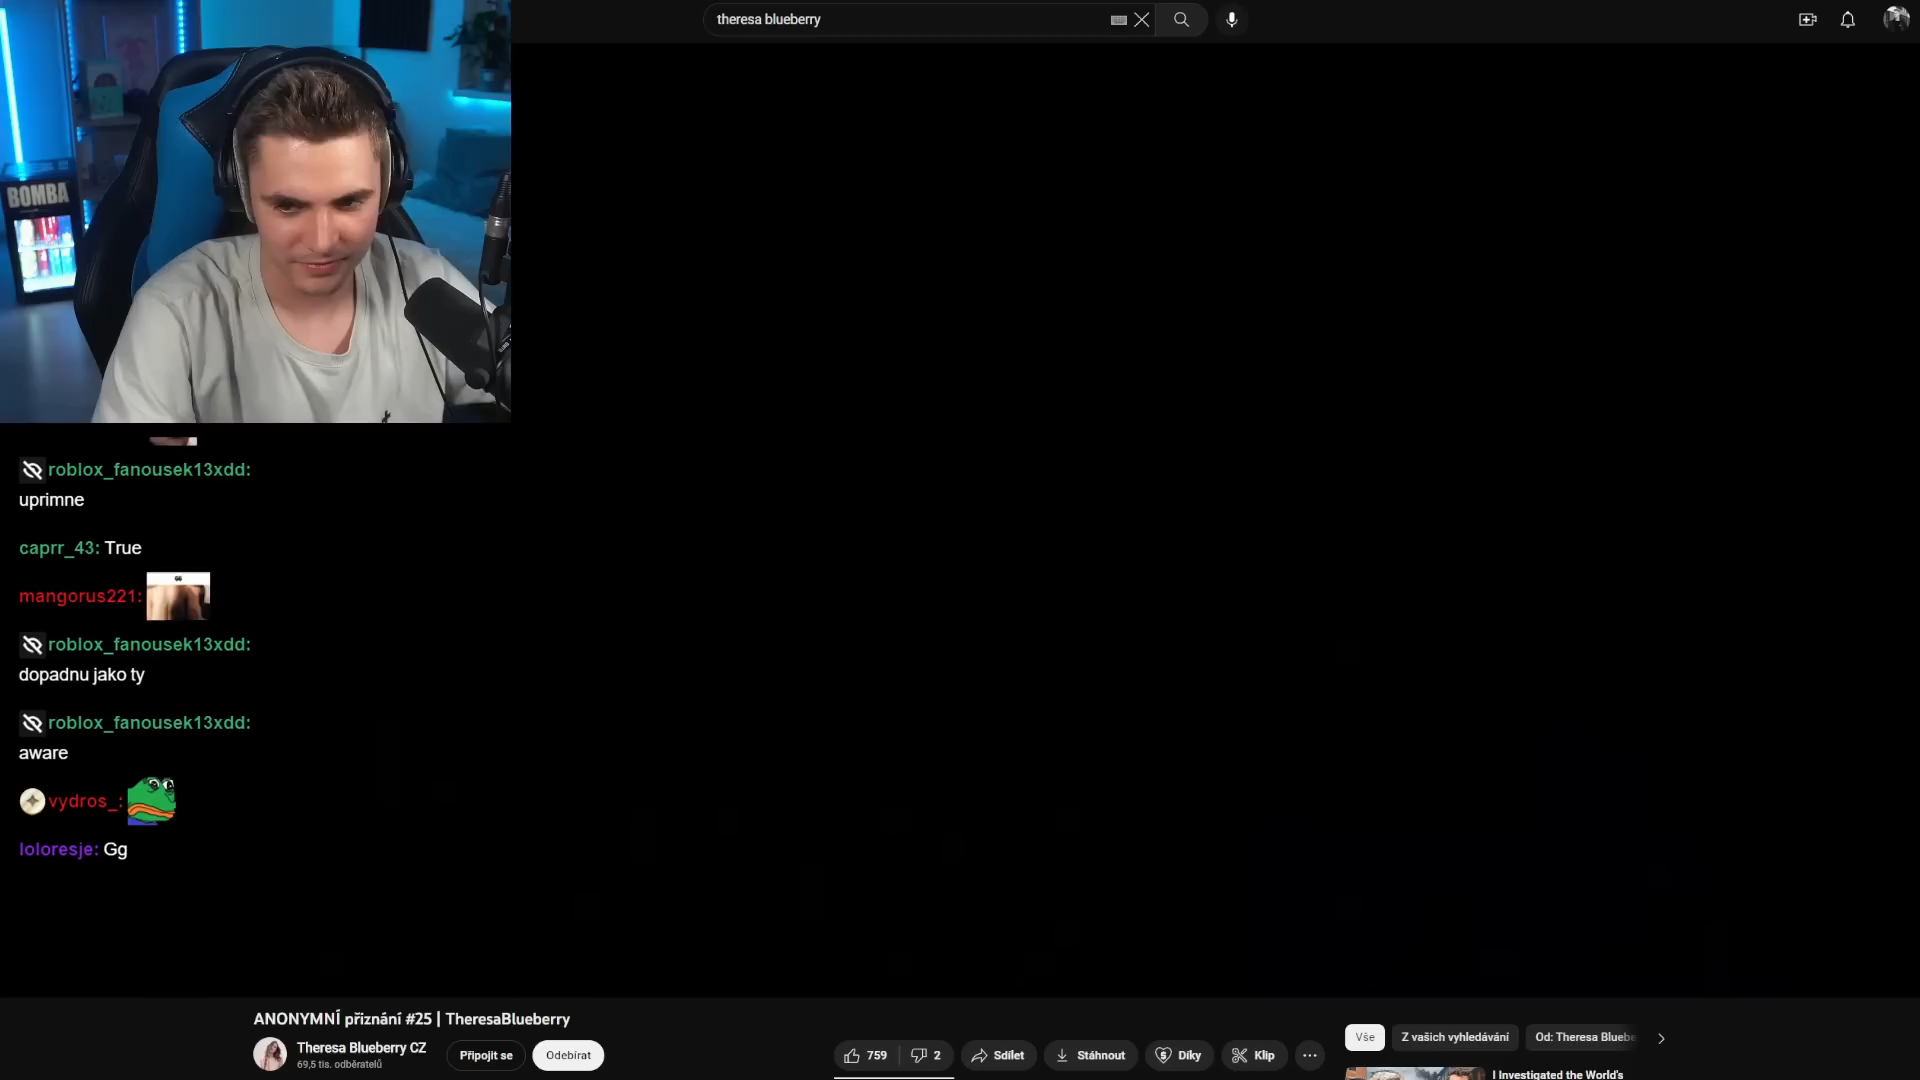 theresa blueberry
BOMBA
roblox_fanousek13xdd:
uprimne
caprr_43: True
mangorus221:
roblox_fanousek13xdd:
dopadnu jako ty
roblox_fanousek13xdd:
aware
vydros_:
loloresje: Gg
ANONYMNÍ přiznání #25 | TheresaBlueberry
Theresa Blueberry CZ
69,5 tis. odběratelů
Připojit se
Odebírat
759
2
Sdílet
Stáhnout
Díky
Klip
Vše
Z vašich vyhledávání
Od: Theresa Bluebe
I Investigated the World's